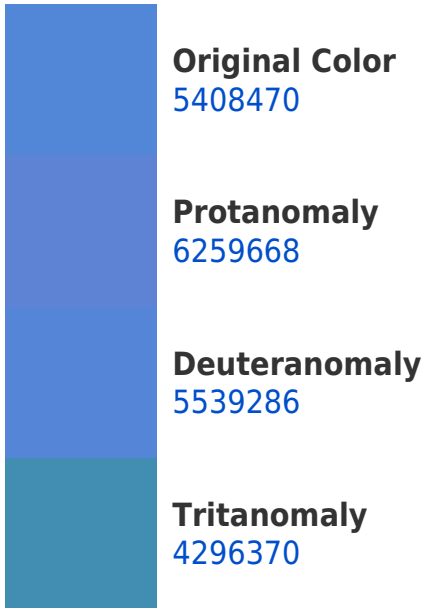 Original Color
5408470
Protanomaly
6259668
Deuteranomaly
5539286
Tritanomaly
4296370